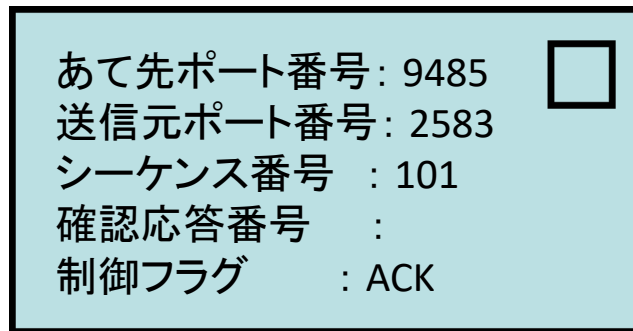 あて先ポート番号: 9485
送信元ポート番号: 2583
シーケンス番号 : 101
確認応答番号 :
制御フラグ : ACK